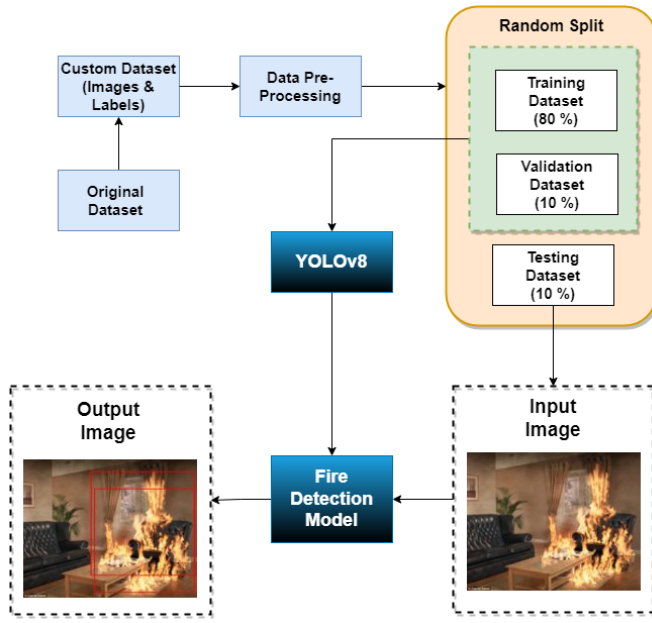 Random Split
Custom Dataset
(Images &
Labels)
Data Pre-
Processing
Training
Dataset
(80 %)
Validation
Dataset
(10 %)
Original
Dataset
YOLOv8
Testing
Dataset
(10 %)
Output
Image
Input
Image
Fire
Detection
Model